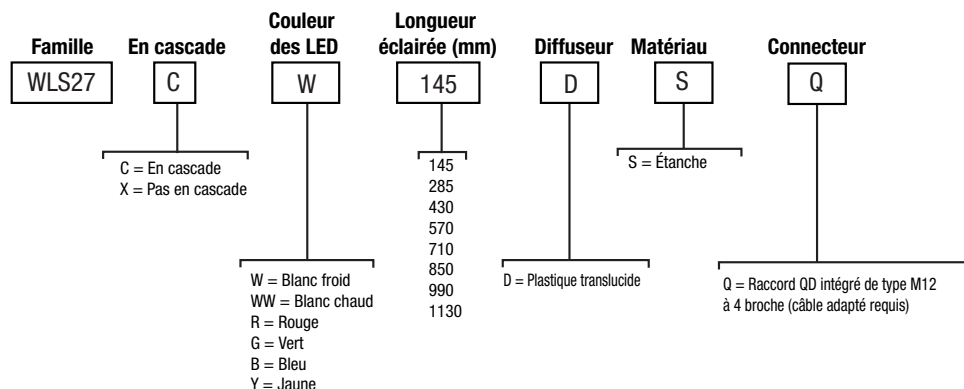 Famille
En cascade
Couleur
des LED
Longueur
éclairée (mm)
Diffuseur
Matériau
Connecteur
WLS27
C
W
145
D
S
Q
C = En cascade
X = Pas en cascade
W = Blanc froid
WW = Blanc chaud
R = Rouge
G = Vert
B = Bleu
Y = Jaune
145
285
430
570
710
850
990
1130
D = Plastique translucide
S = Étanche
Q = Raccord QD intégré de type M12
à 4 broche (câble adapté requis)